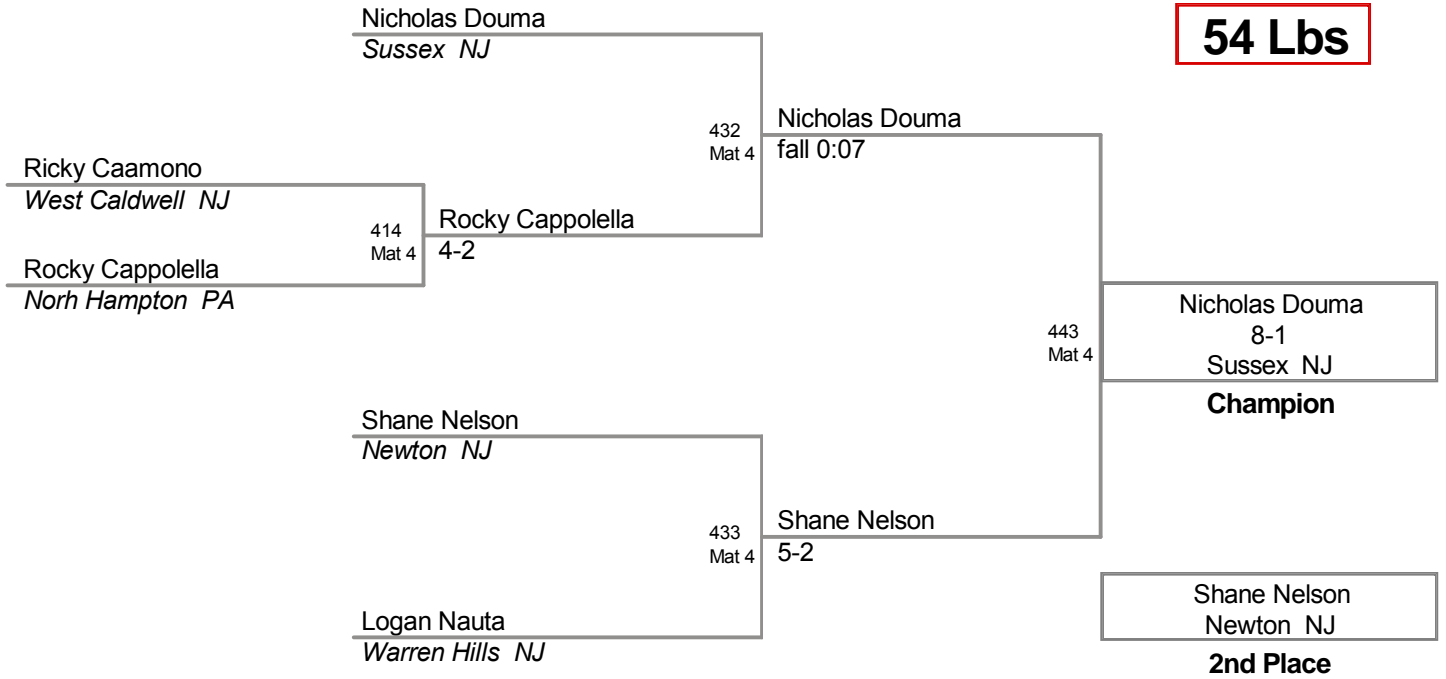 54 Lbs
Nicholas Douma
Sussex NJ
432
Mat 4
Nicholas Douma
fall 0:07
Ricky Caamono
West Caldwell NJ
414
Mat 4
Rocky Cappolella
4-2
Rocky Cappolella
Norh Hampton PA
443
Mat 4
Nicholas Douma
8-1
Sussex NJ
Champion
Shane Nelson
Newton NJ
433
Mat 4
Shane Nelson
5-2
Logan Nauta
Warren Hills NJ
Shane Nelson
Newton NJ
2nd Place